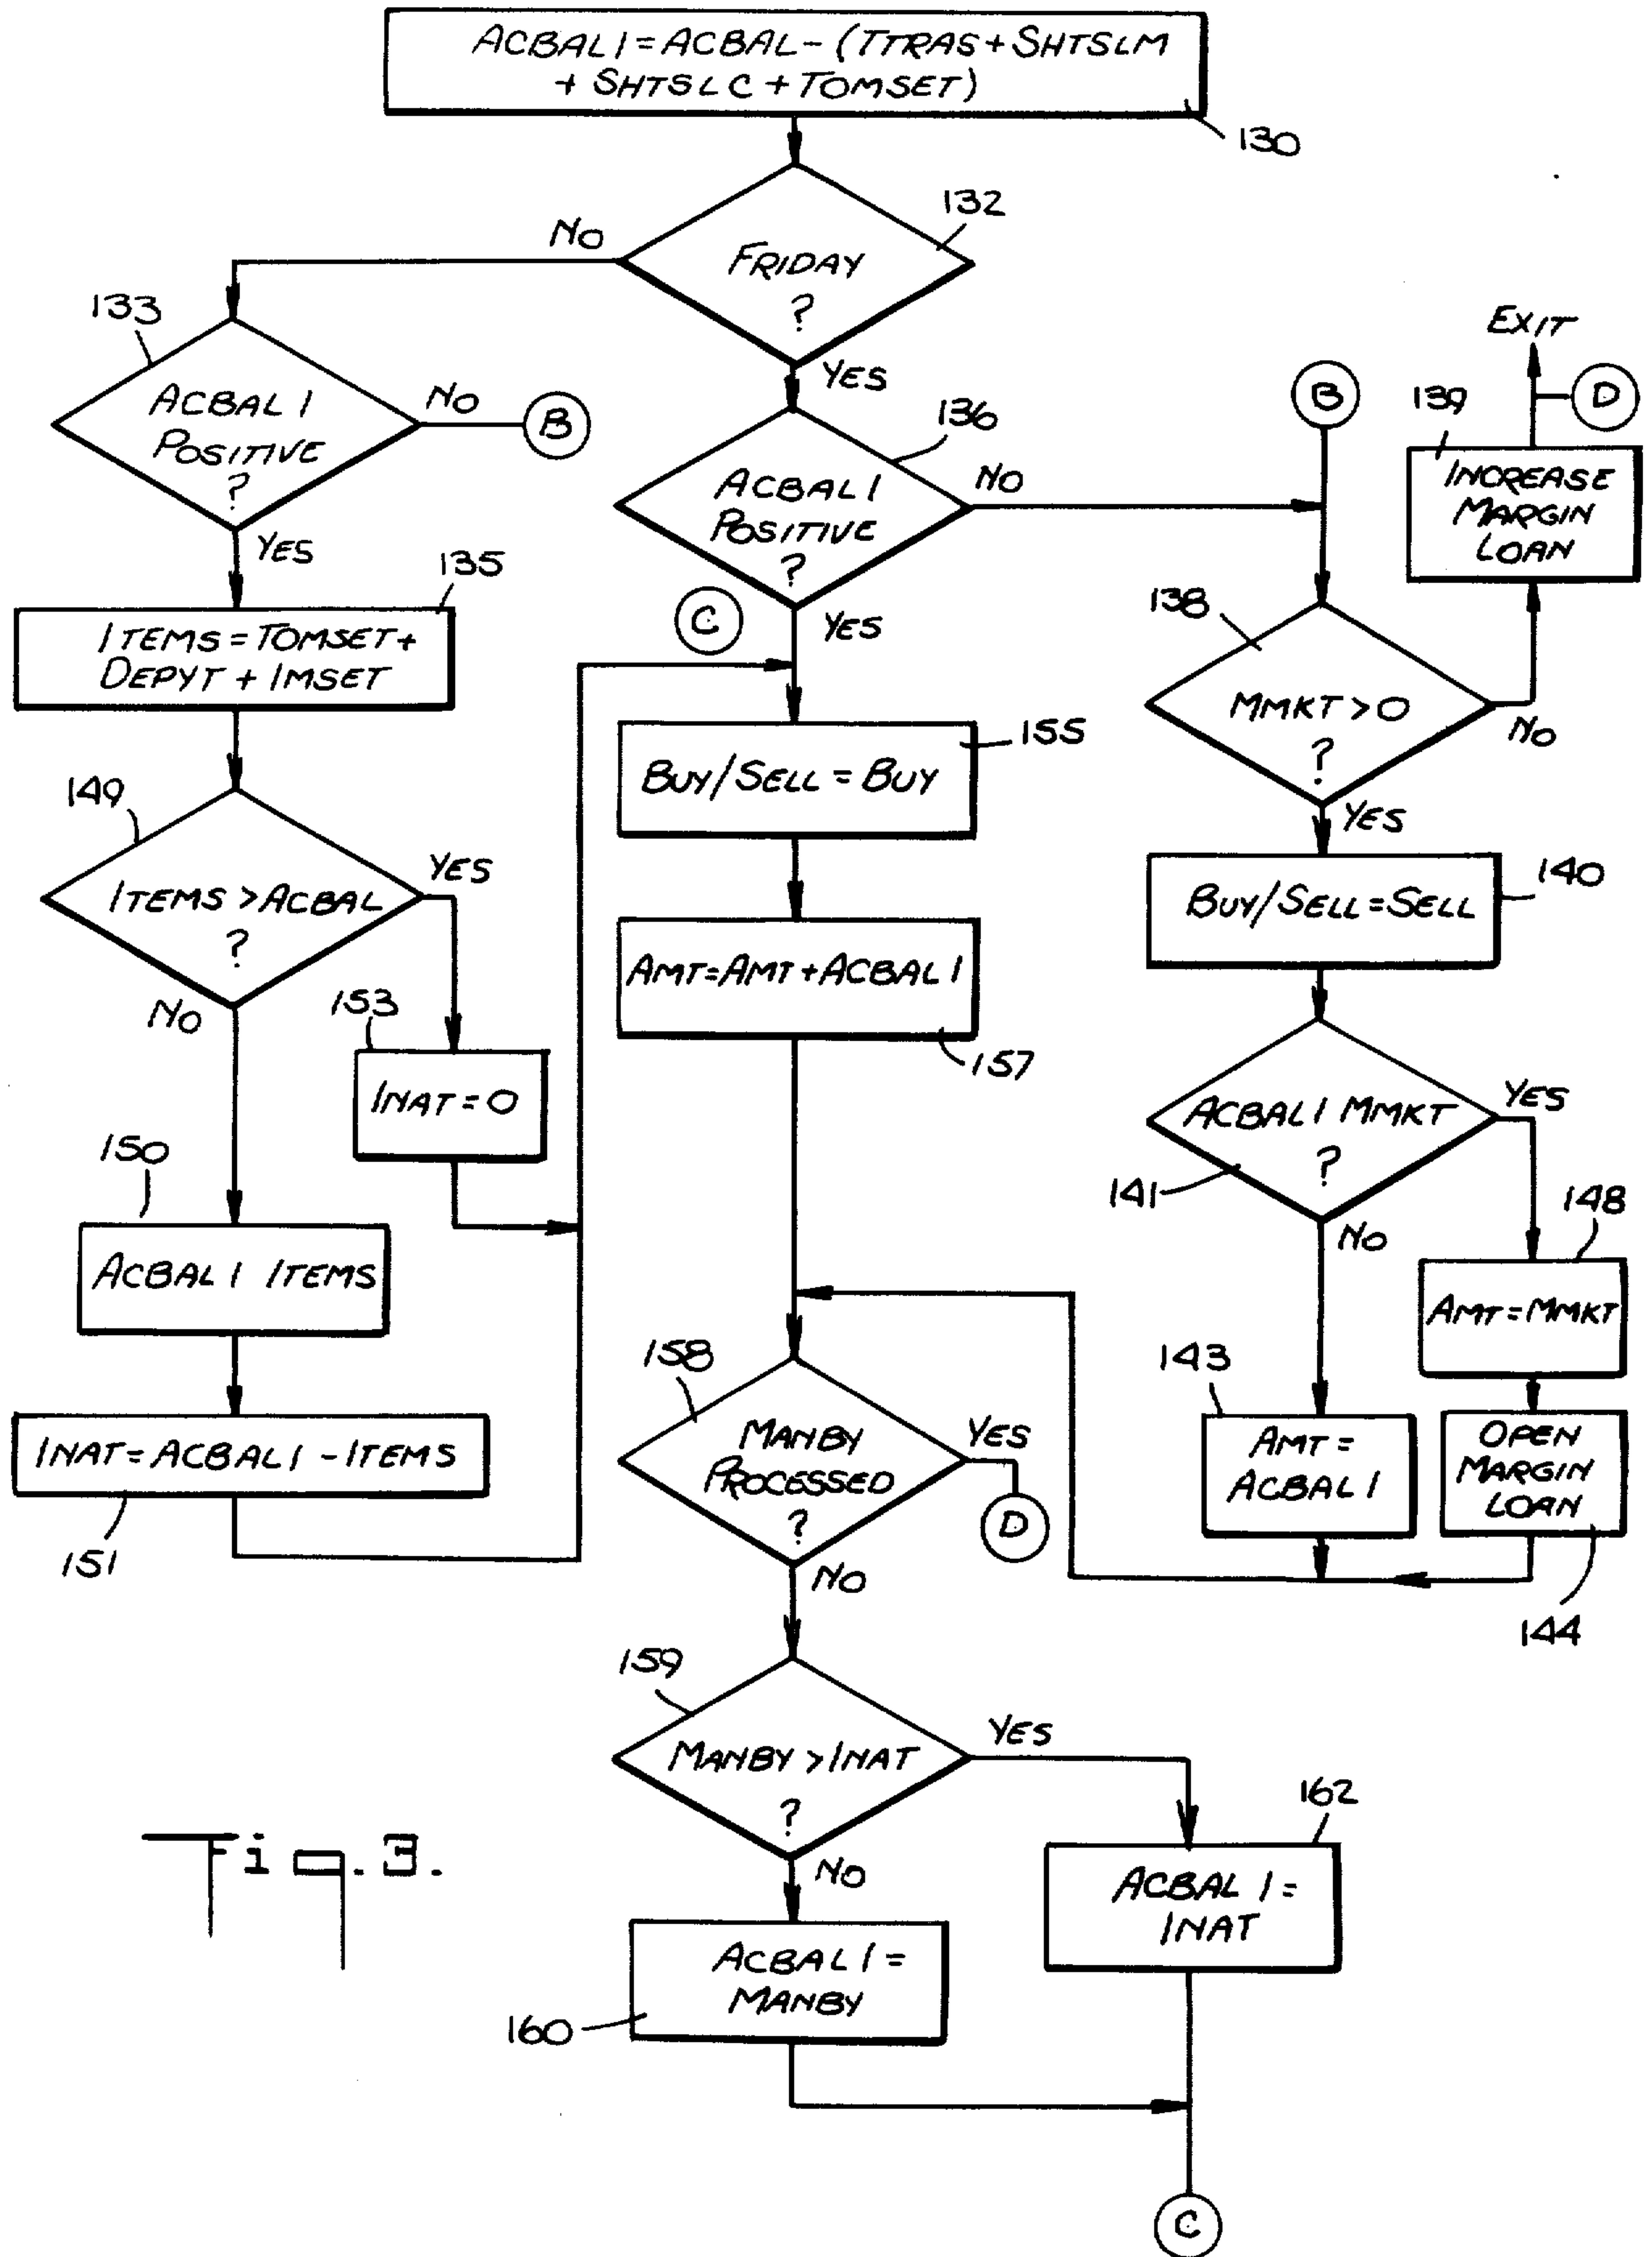 ACBAL1 = ACBAL - (TTRAS + SHTSLM
+ SHTSLC + TOMSET)
130
132
NO
FRIDAY
?
YES
133
ACBAL1
POSITIVE
?
NO
B
YES
136
ACBAL1
POSITIVE
?
NO
YES
C
B
EXIT
D
139
INCREASE
MARGIN
LOAN
135
ITEMS = TOMSET +
DEPYT + IMSET
138
MMKT > 0
?
NO
YES
155
BUY/SELL = BUY
149
ITEMS > ACBAL
?
YES
NO
140
BUY/SELL = SELL
AMT = AMT + ACBAL1
157
153
INAT = 0
ACBAL1 MMKT
?
YES
141
NO
148
AMT = MMKT
150
ACBAL1 ITEMS
143
AMT =
ACBAL1
OPEN
MARGIN
LOAN
144
INAT = ACBAL1 - ITEMS
151
158
MANBY
PROCESSED
?
YES
D
NO
159
MANBY > INAT
?
YES
NO
162
ACBAL1 =
INAT
ACBAL1 =
MANBY
160
C
Fig. 3.